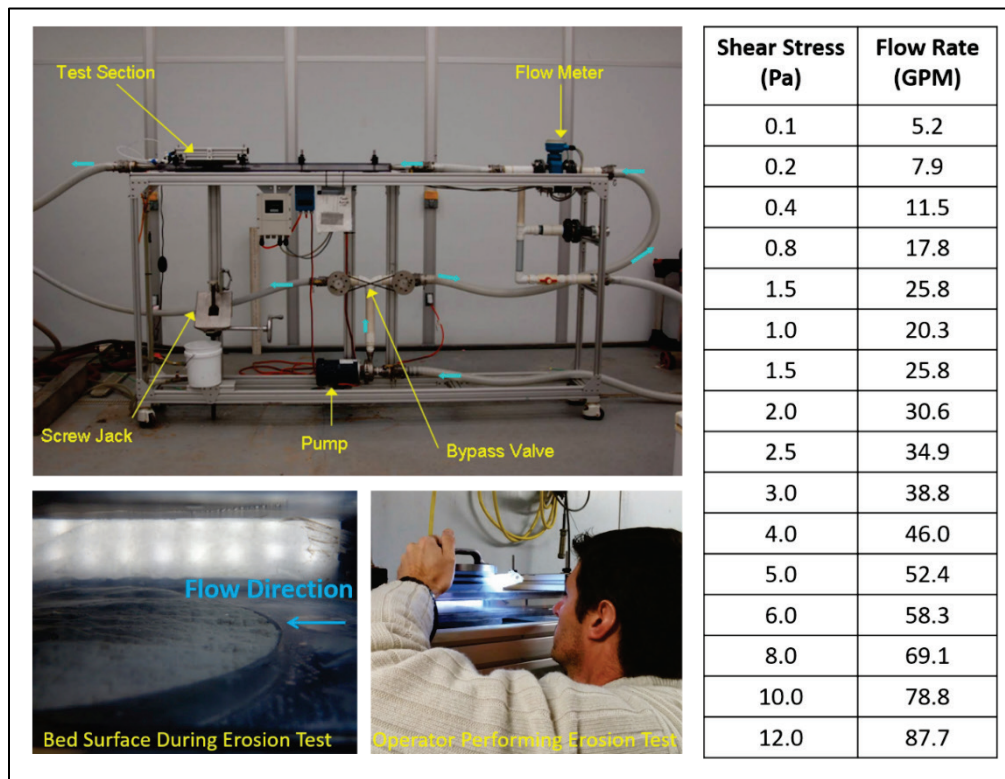 Test Section
Flow Meter
Screw Jack
Pump
Bypass Valve
Flow Direction
Bed Surface During Erosion Test
Operator Performing Erosion Test
Shear Stress (Pa) Flow Rate (GPM)
0.1 5.2
0.2 7.9
0.4 11.5
0.8 17.8
1.5 25.8
1.0 20.3
1.5 25.8
2.0 30.6
2.5 34.9
3.0 38.8
4.0 46.0
5.0 52.4
6.0 58.3
8.0 69.1
10.0 78.8
12.0 87.7